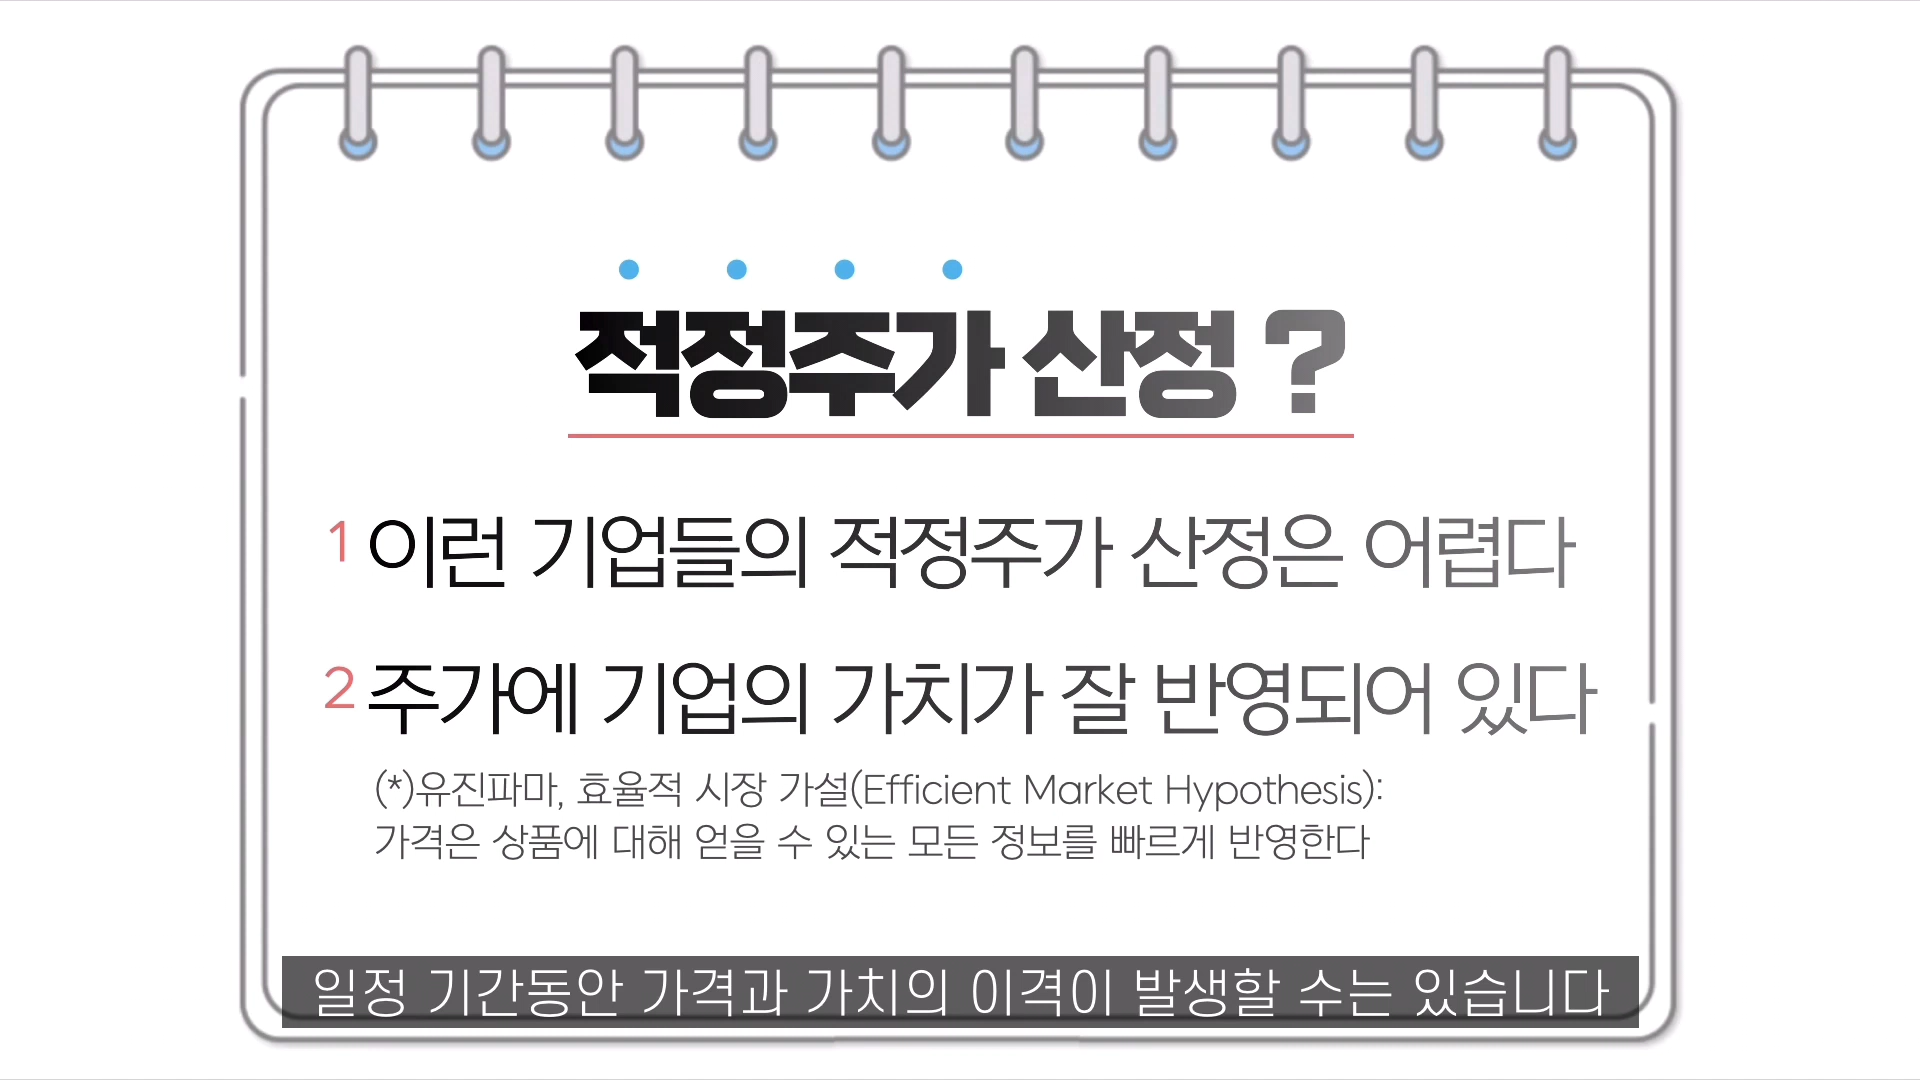 적정주가 산정 ?
1 이런 기업들의 적정주가 산정은 어렵다
2 주가에 기업의 가치가 잘 반영되어 있다
(*)유진파마, 효율적 시장 가설(Efficient Market Hypothesis):
가격은 상품에 대해 얻을 수 있는 모든 정보를 빠르게 반영한다
일정 기간동안 가격과 가치의 이격이 발생할 수는 있습니다